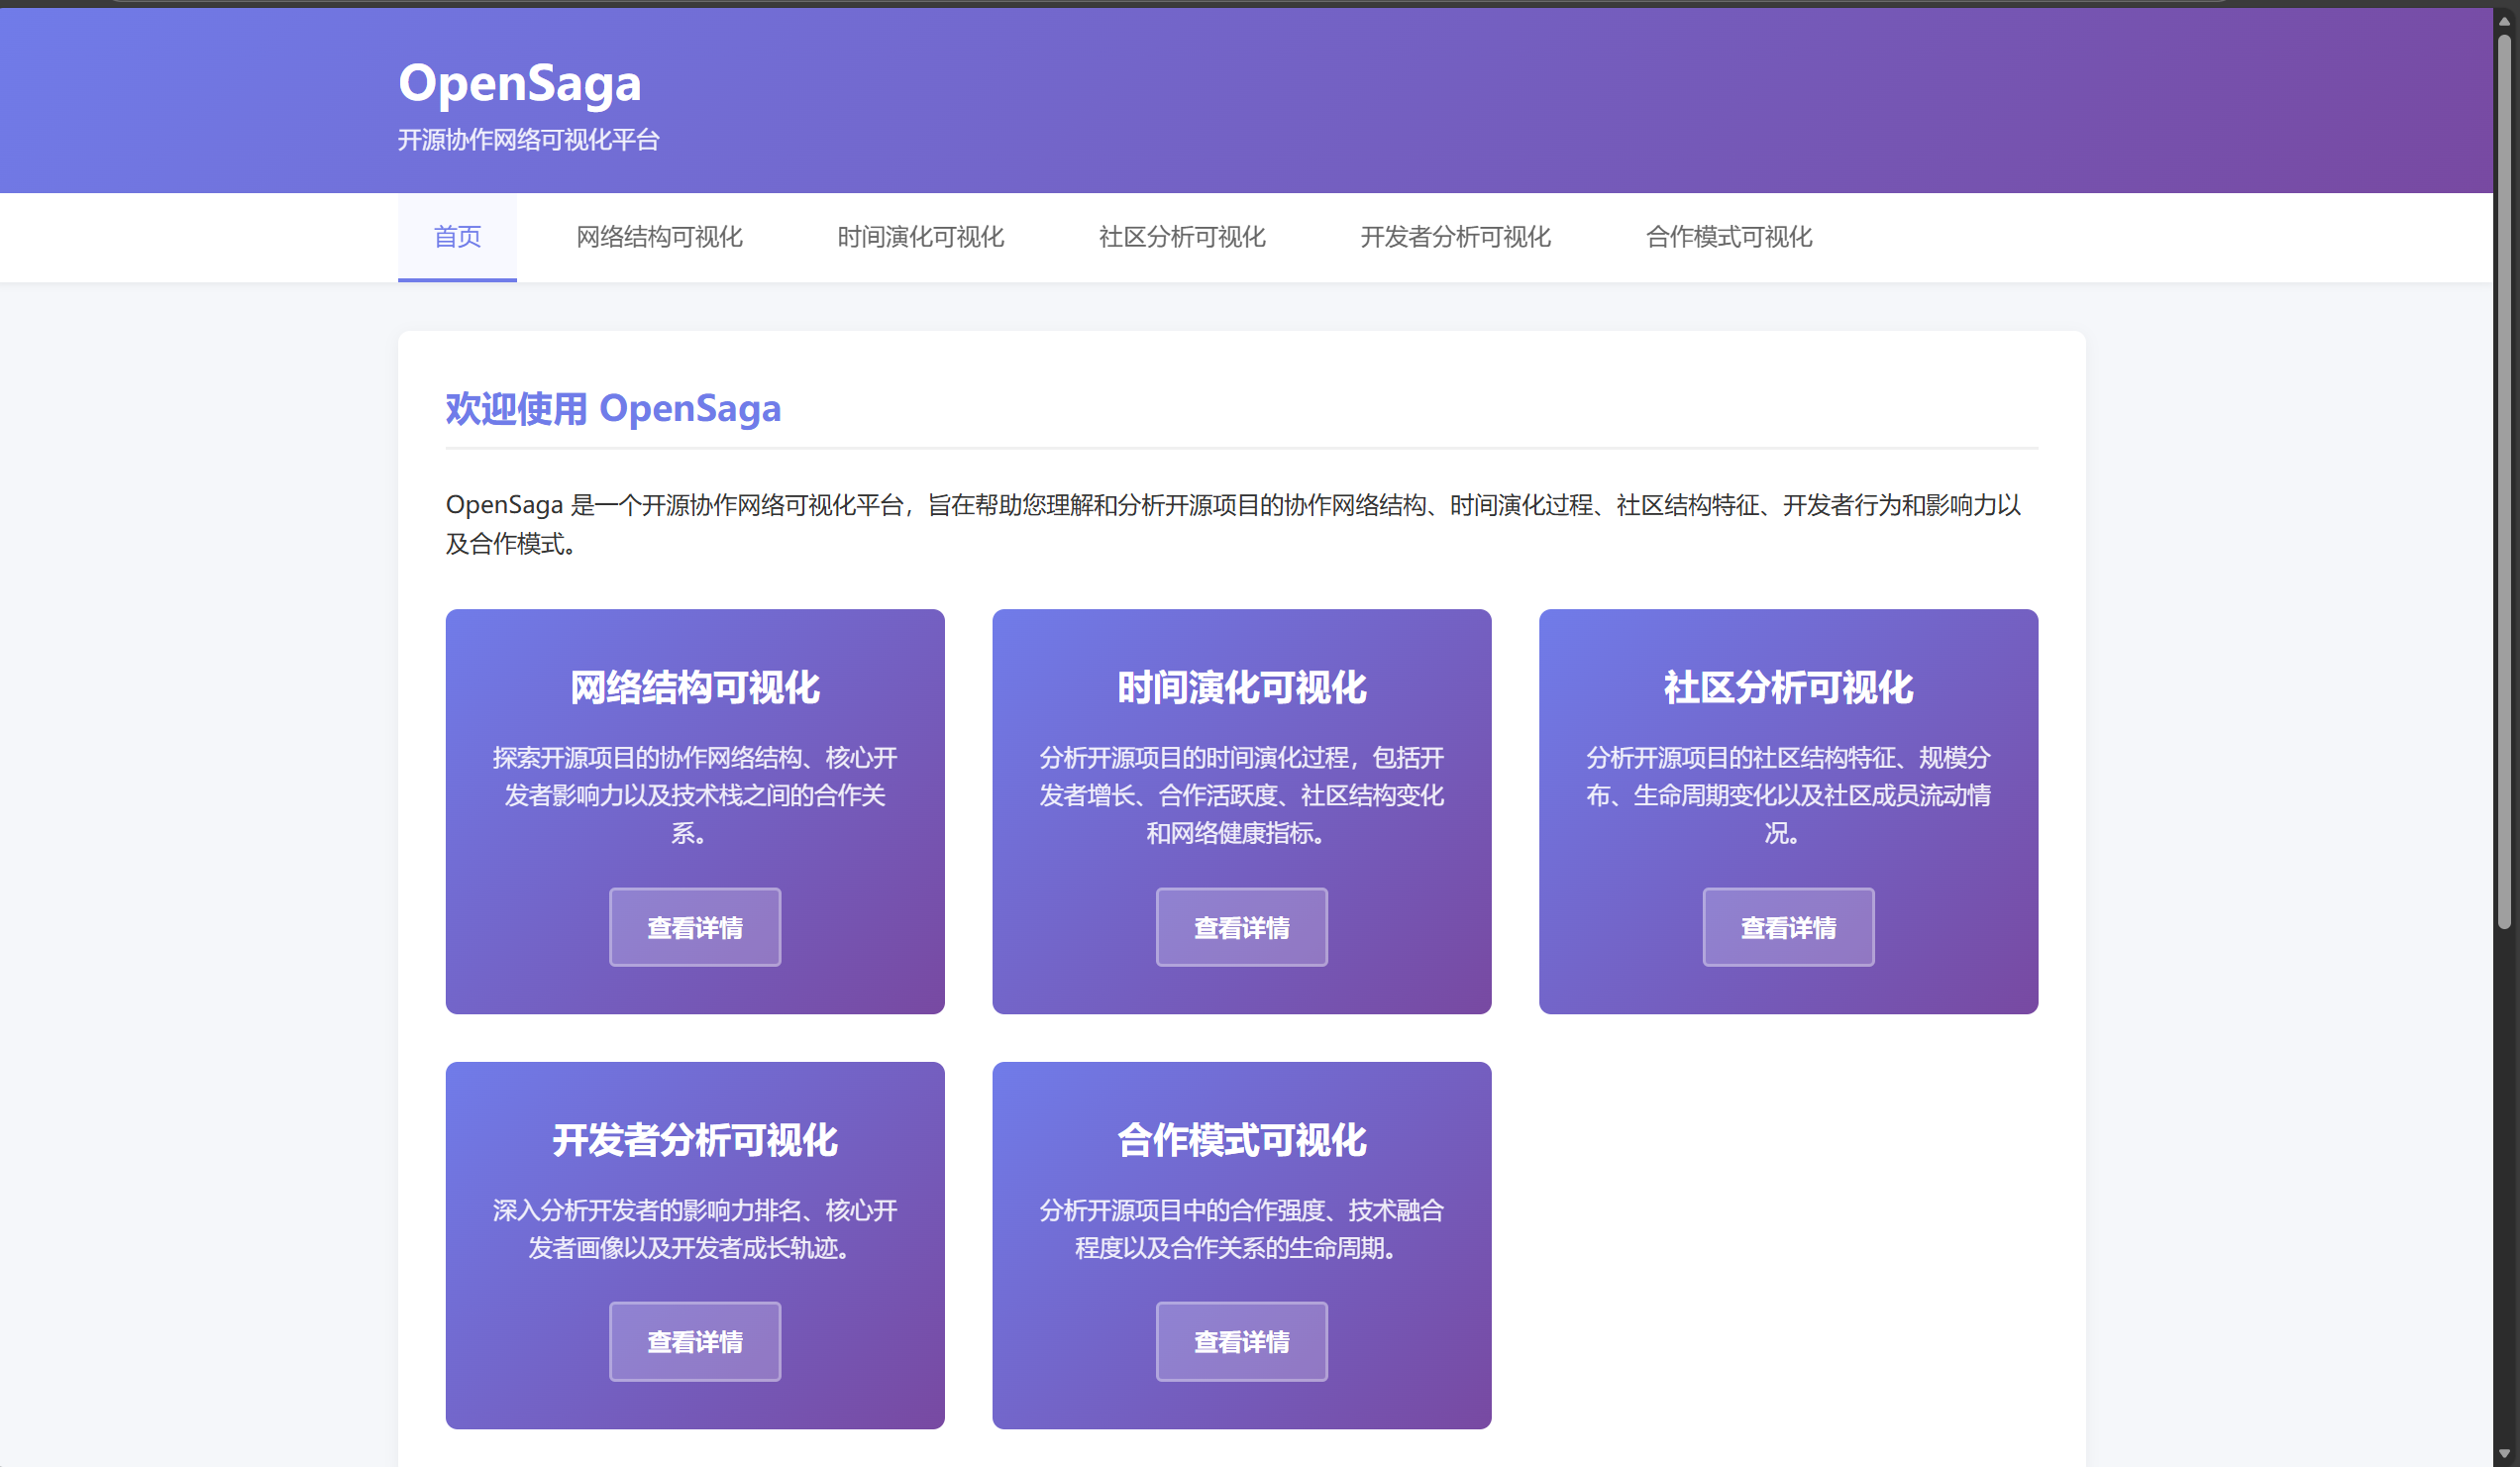 OpenSaga
开源协作网络可视化平台
首页
网络结构可视化
时间演化可视化
社区分析可视化
开发者分析可视化
合作模式可视化
欢迎使用 OpenSaga
OpenSaga 是一个开源协作网络可视化平台，旨在帮助您理解和分析开源项目的协作网络结构、时间演化过程、社区结构特征、开发者行为和影响力以
及合作模式。
网络结构可视化
探索开源项目的协作网络结构、核心开
发者影响力以及技术栈之间的合作关
系。
查看详情
时间演化可视化
分析开源项目的时间演化过程，包括开
发者增长、合作活跃度、社区结构变化
和网络健康指标。
查看详情
社区分析可视化
分析开源项目的社区结构特征、规模分
布、生命周期变化以及社区成员流动情
况。
查看详情
开发者分析可视化
深入分析开发者的影响力排名、核心开
发者画像以及开发者成长轨迹。
查看详情
合作模式可视化
分析开源项目中的合作强度、技术融合
程度以及合作关系的生命周期。
查看详情